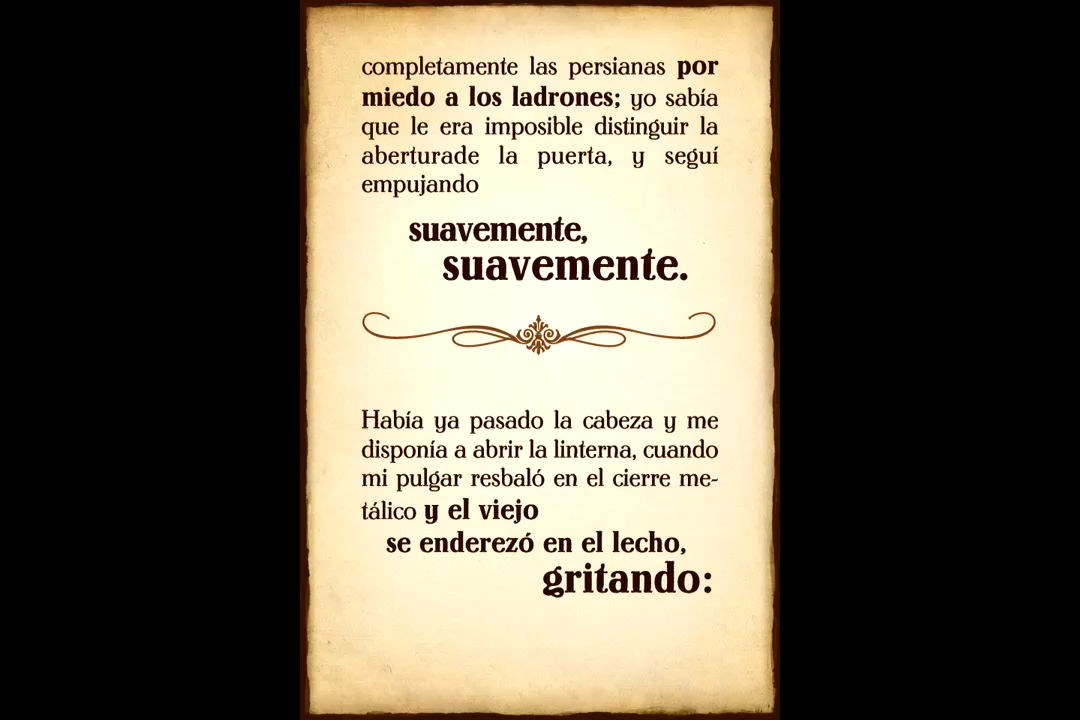 completamente las persianas por
miedo a los ladrones; yo sabía
que le era imposible distinguir la
aberturade la puerta, y seguí
empujando
suavemente,
suavemente.
Había ya pasado la cabeza y me
disponía a abrir la linterna, cuando
mi pulgar resbaló en el cierre me-
tálico y el viejo
se enderezó en el lecho,
gritando: